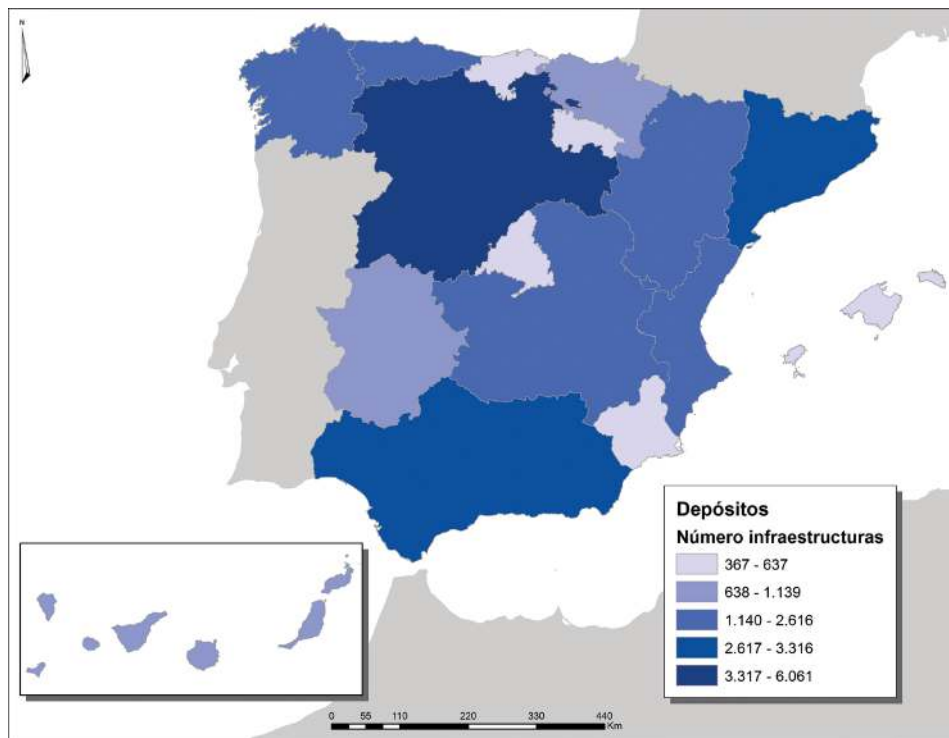 N
Depósitos
Número infraestructuras
367 - 637
638 - 1.139
1.140 - 2.616
2.617 - 3.316
3.317 - 6.061
0 55 110 220 330 440
Km